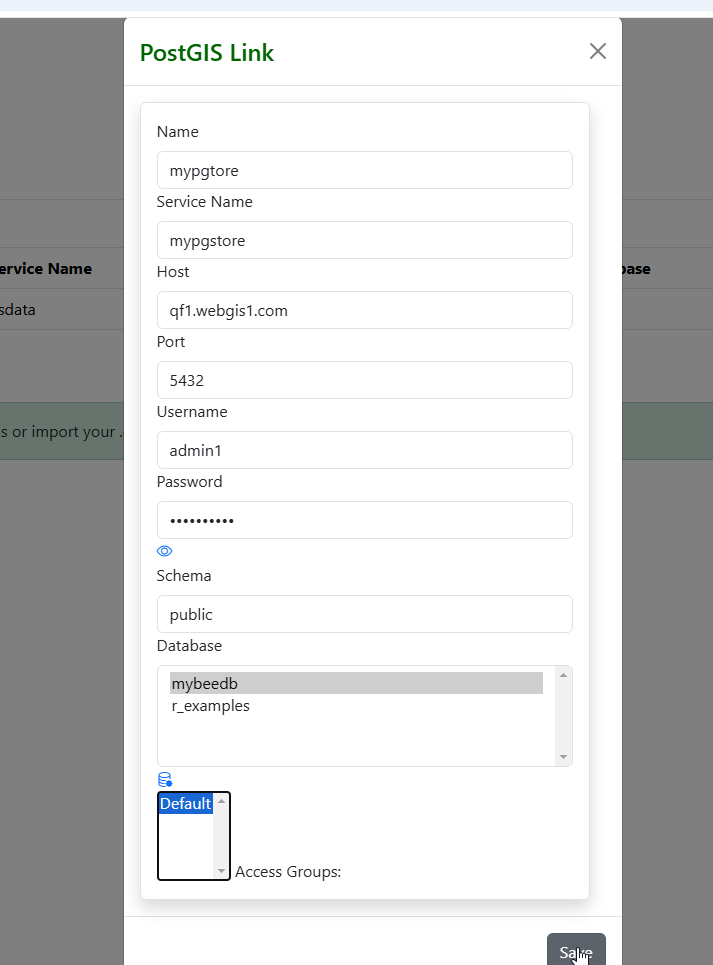 PostGIS Link
Name
mypgtore
Service Name
mypgstore
ervice Name
base
Host
sdata
qf1.webgis1.com
Port
5432
Username
s or import your .
admin1
Password
••••••••••
Schema
public
Database
mybeedb
r_examples
Default
Access Groups:
Save